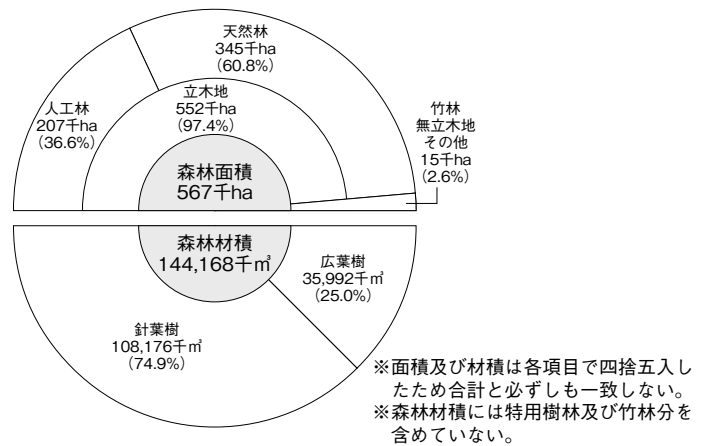 天然林
345千ha
（60.8%）
人工林
207千ha
（36.6%）
立木地
552千ha
（97.4%）
竹林
無立木地
その他
15千ha
（2.6%）
森林面積
567千ha
森林材積
144,168千㎥
広葉樹
35,992千㎥
（25.0%）
針葉樹
108,176千㎥
（74.9%）
※面積及び材積は各項目で四捨五入し
たため合計と必ずしも一致しない。
※森林材積には特用樹林及び竹林分を
含めていない。